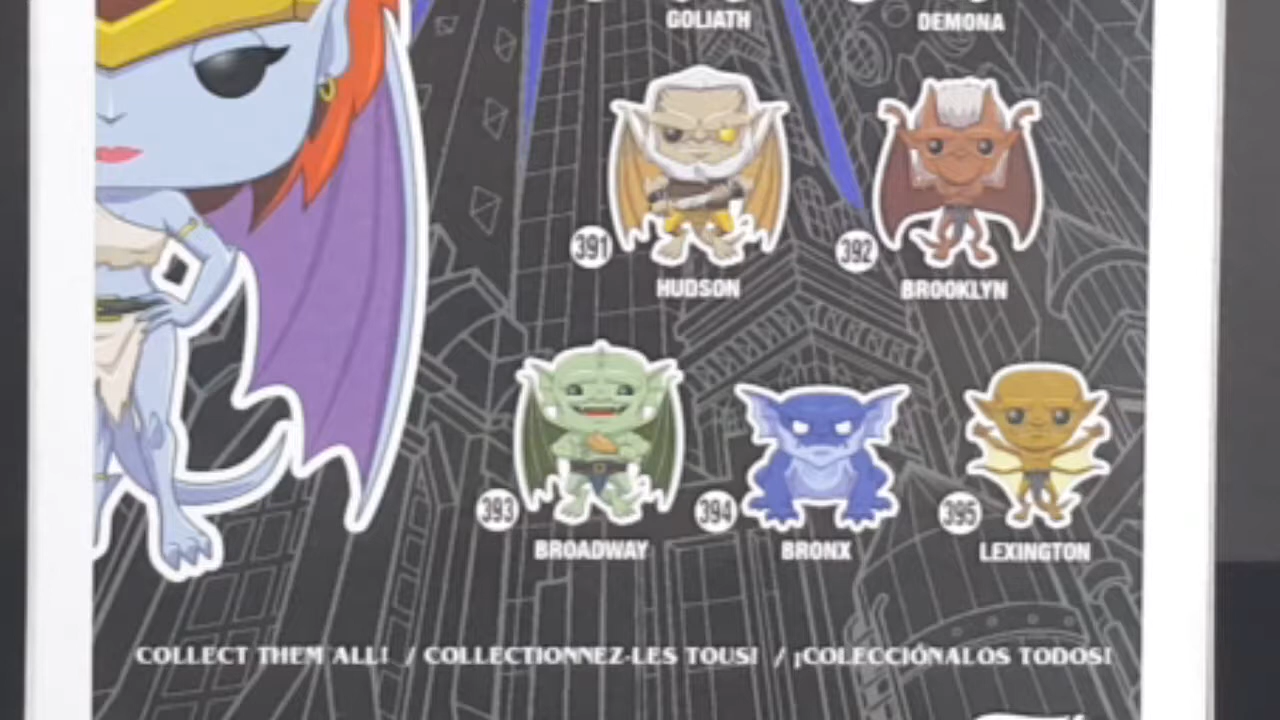 GOLIATH DEMONA
391 392
HUDSON BROOKLYN
393 394 395
BROADWAY BRONX LEXINGTON
COLLECT THEM ALL! / COLLECTIONNEZ-LES TOUS! / ¡COLECCIÓNALOS TODOS!